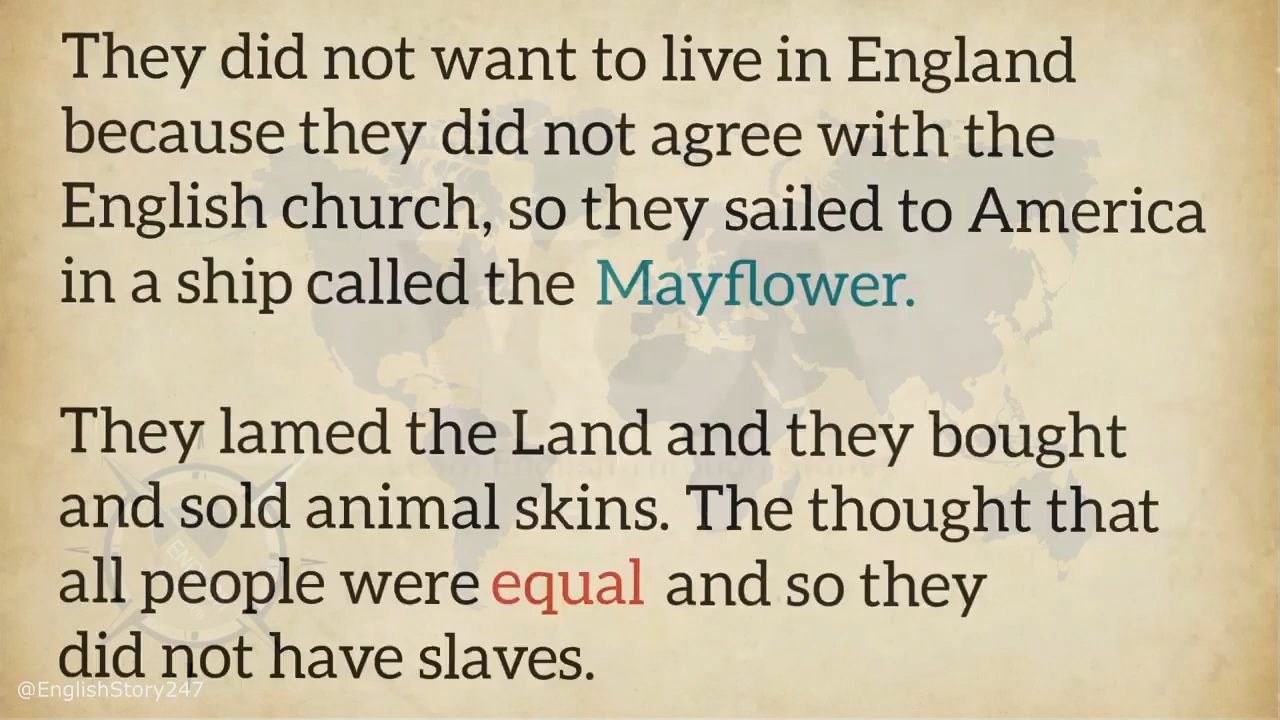 They did not want to live in England
because they did not agree with the
English church, so they sailed to America
in a ship called the Mayflower.
They lamed the Land and they bought
and sold animal skins. The thought that
all people were equal and so they
did not have slaves.
@EnglishStory247